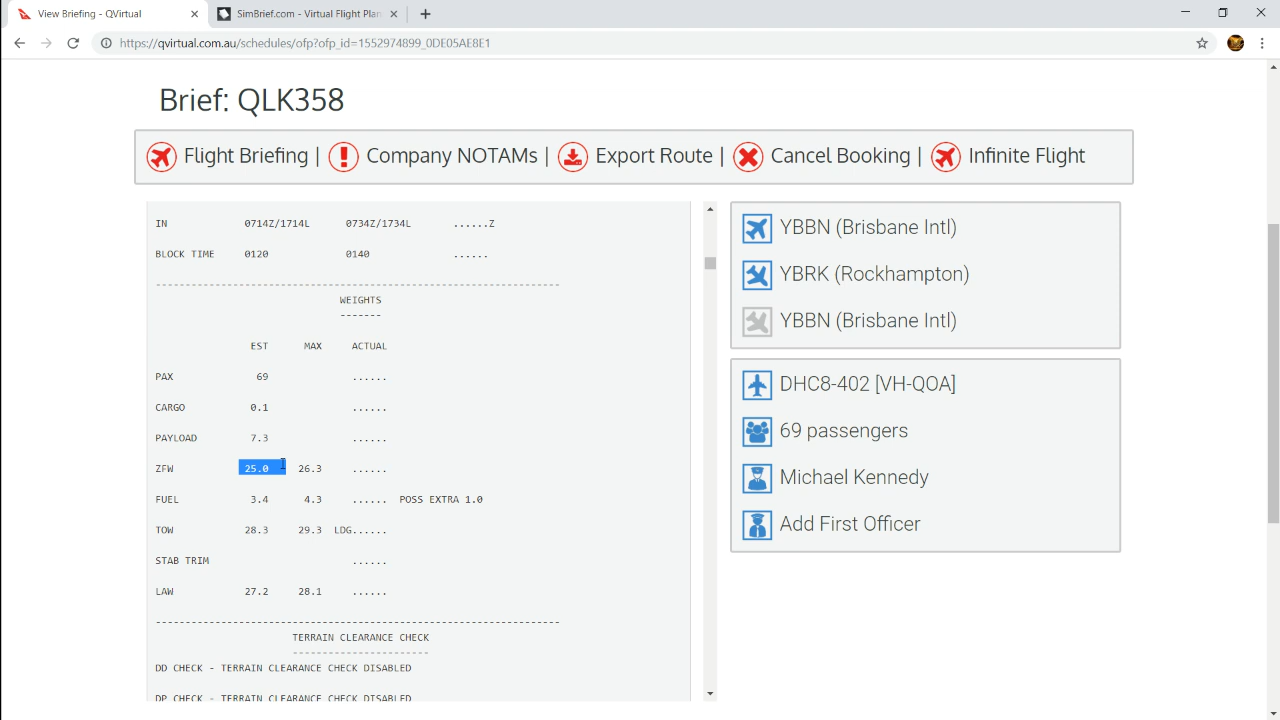 View Briefing - QVirtual
SimBrief.com - Virtual Flight Plan
https://qvirtual.com.au/schedules/ofp?ofp_id=1552974899_0DE05AE8E1
Brief: QLK358
Flight Briefing | Company NOTAMs | Export Route | Cancel Booking | Infinite Flight
IN 0714Z/1714L 0734Z/1734L ......Z
BLOCK TIME 0120 0140 ......
--------------------------------------------------------------------
WEIGHTS
-------
EST MAX ACTUAL
PAX 69 ......
CARGO 0.1 ......
PAYLOAD 7.3 ......
ZFW 25.0 26.3 ......
FUEL 3.4 4.3 ...... POSS EXTRA 1.0
TOW 28.3 29.3 LDG......
STAB TRIM ......
LAW 27.2 28.1 ......
--------------------------------------------------------------------
TERRAIN CLEARANCE CHECK
-----------------------
DD CHECK - TERRAIN CLEARANCE CHECK DISABLED
DP CHECK - TERRAIN CLEARANCE CHECK DISABLED
YBBN (Brisbane Intl)
YBRK (Rockhampton)
YBBN (Brisbane Intl)
DHC8-402 [VH-QOA]
69 passengers
Michael Kennedy
Add First Officer